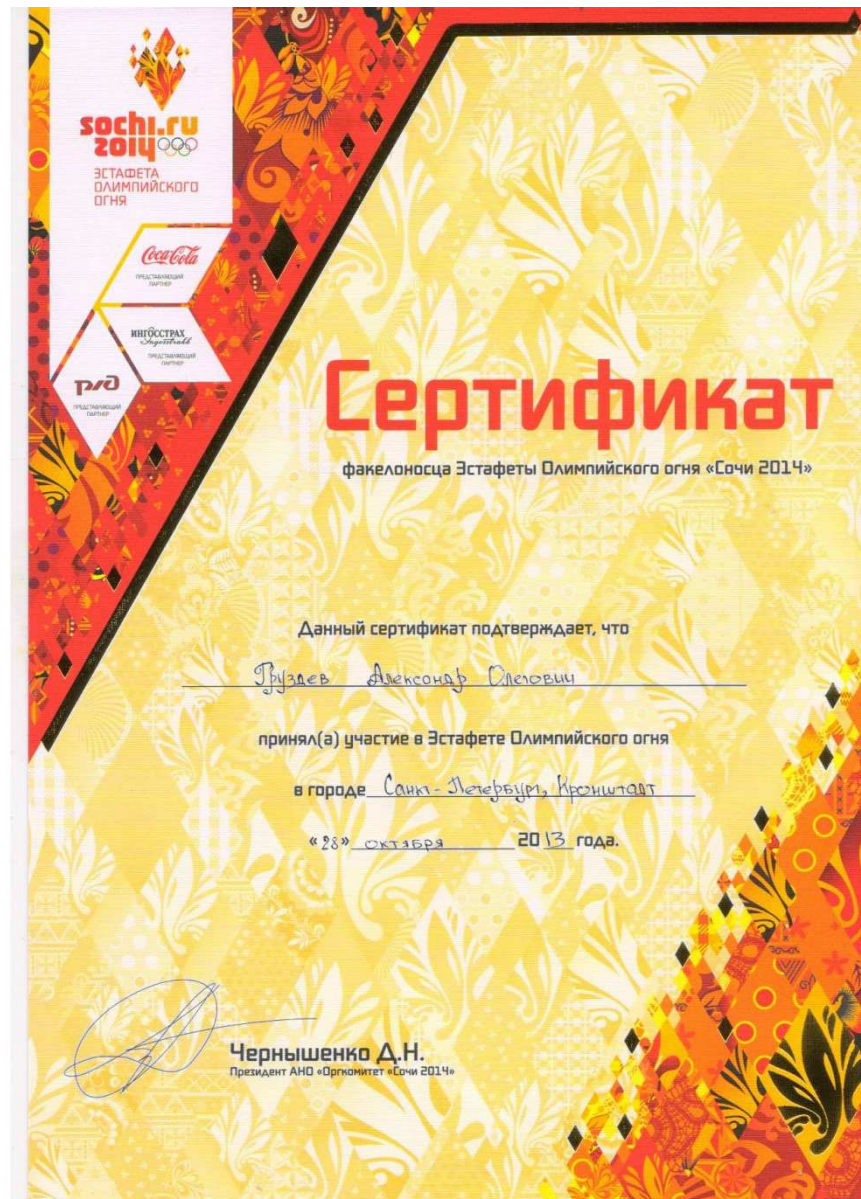 sochi.ru
2014
ЭСТАФЕТА
ОЛИМПИЙСКОГО
ОГНЯ
Coca-Cola
ПРЕДСТАВЛЯЮЩИЙ
ПАРТНЕР
ИНГОССТРАХ
Ingosstrakh
ПРЕДСТАВЛЯЮЩИЙ
ПАРТНЕР
РЖД
ПРЕДСТАВЛЯЮЩИЙ
ПАРТНЕР
Сертификат
факелоносца Эстафеты Олимпийского огня «Сочи 2014»
Данный сертификат подтверждает, что
Груздев Александр Олегович
принял(а) участие в Эстафете Олимпийского огня
в городе Санкт-Петербург, Кронштадт
«28» октября 2013 года.
Чернышенко Д.Н.
Президент АНО «Оргкомитет «Сочи 2014»